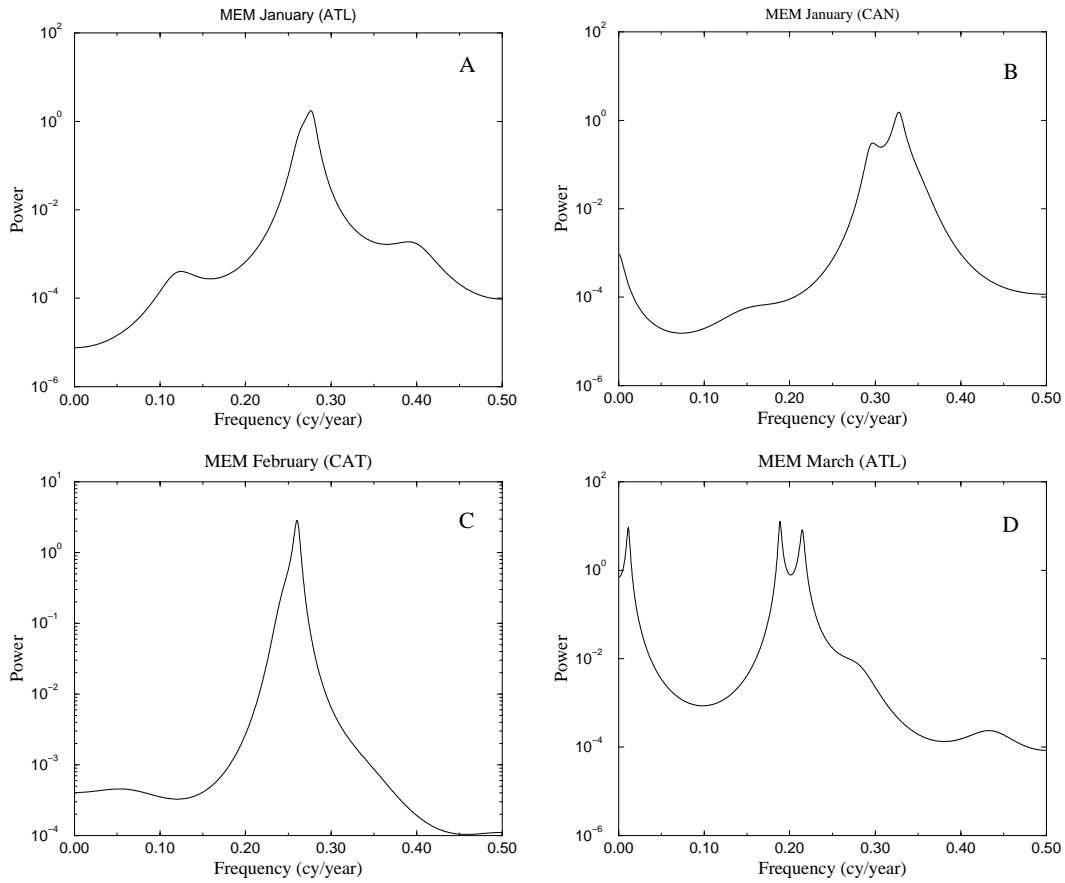 MEM January (ATL)
A
10^2
10^0
10^-2
10^-4
10^-6
Power
0.00 0.10 0.20 0.30 0.40 0.50
Frequency (cy/year)
MEM January (CAN)
B
10^2
10^0
10^-2
10^-4
10^-6
Power
0.00 0.10 0.20 0.30 0.40 0.50
Frequency (cy/year)
MEM February (CAT)
C
10^1
10^0
10^-1
10^-2
10^-3
10^-4
Power
0.00 0.10 0.20 0.30 0.40 0.50
Frequency (cy/year)
MEM March (ATL)
D
10^2
10^0
10^-2
10^-4
10^-6
Power
0.00 0.10 0.20 0.30 0.40 0.50
Frequency (cy/year)